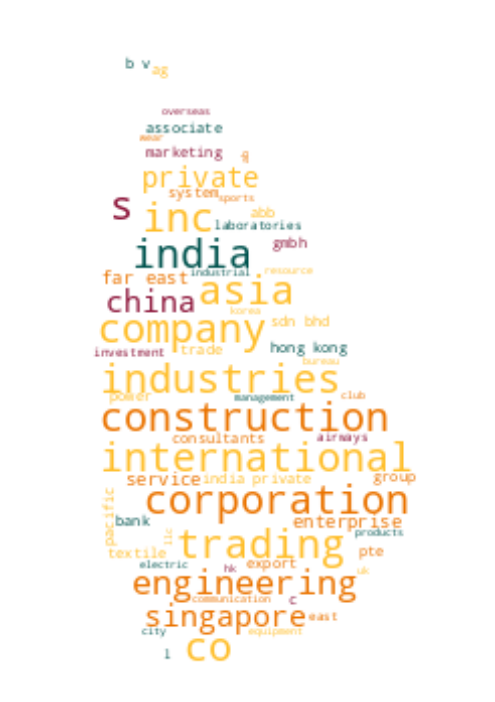 b v
ag
overseas
associate
wear
marketing
g
private
system
sports
s
inc
abb
laboratories
india
gmbh
far east
industrial
resource
asia
china
korea
company
sdn bhd
investment
trade
hong kong
bureau
industries
power
management
club
construction
consultants
airways
international
service
india private
group
corporation
pacific
bank
enterprise
products
llc
trading
textile
pte
electric
hk
export
uk
engineering
communication
c
singapore
east
city
equipment
l
co